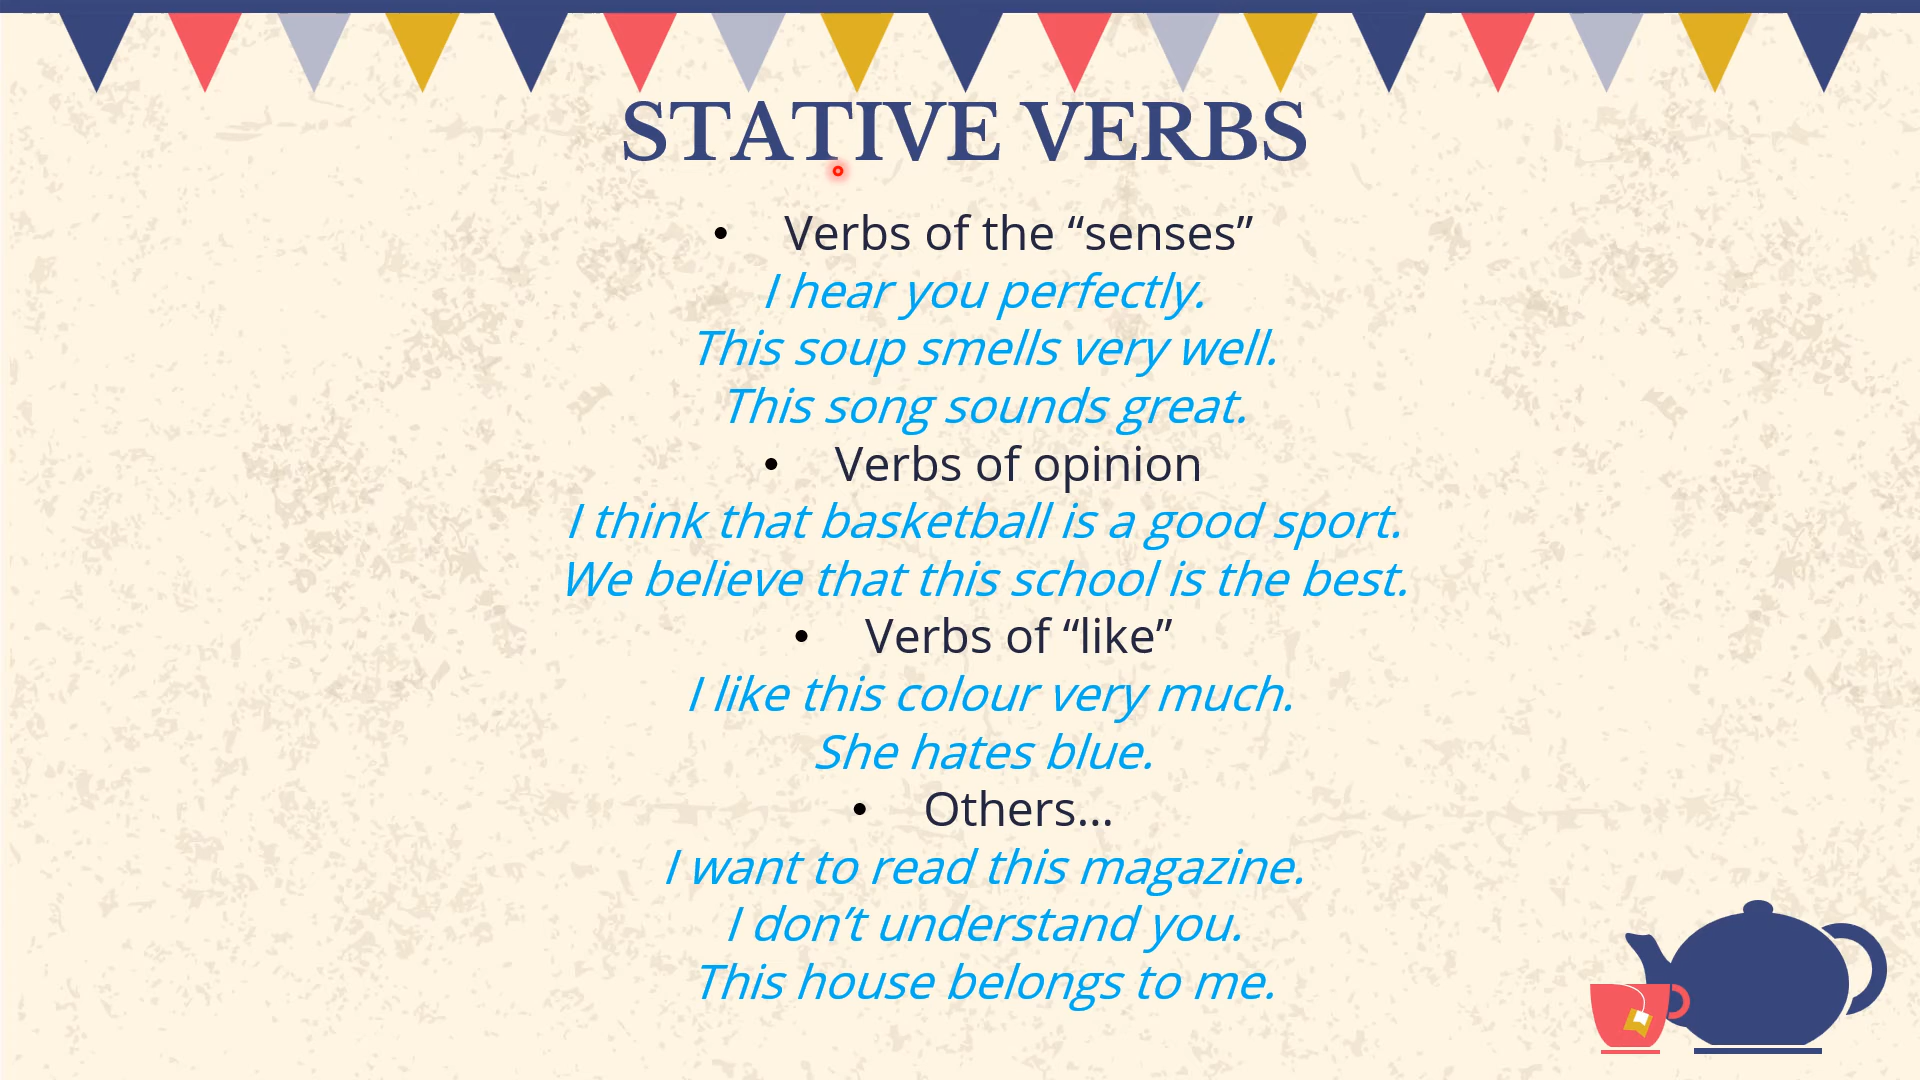 STATIVE VERBS
• Verbs of the “senses”
I hear you perfectly.
This soup smells very well.
This song sounds great.
• Verbs of opinion
I think that basketball is a good sport.
We believe that this school is the best.
• Verbs of “like”
I like this colour very much.
She hates blue.
• Others…
I want to read this magazine.
I don’t understand you.
This house belongs to me.